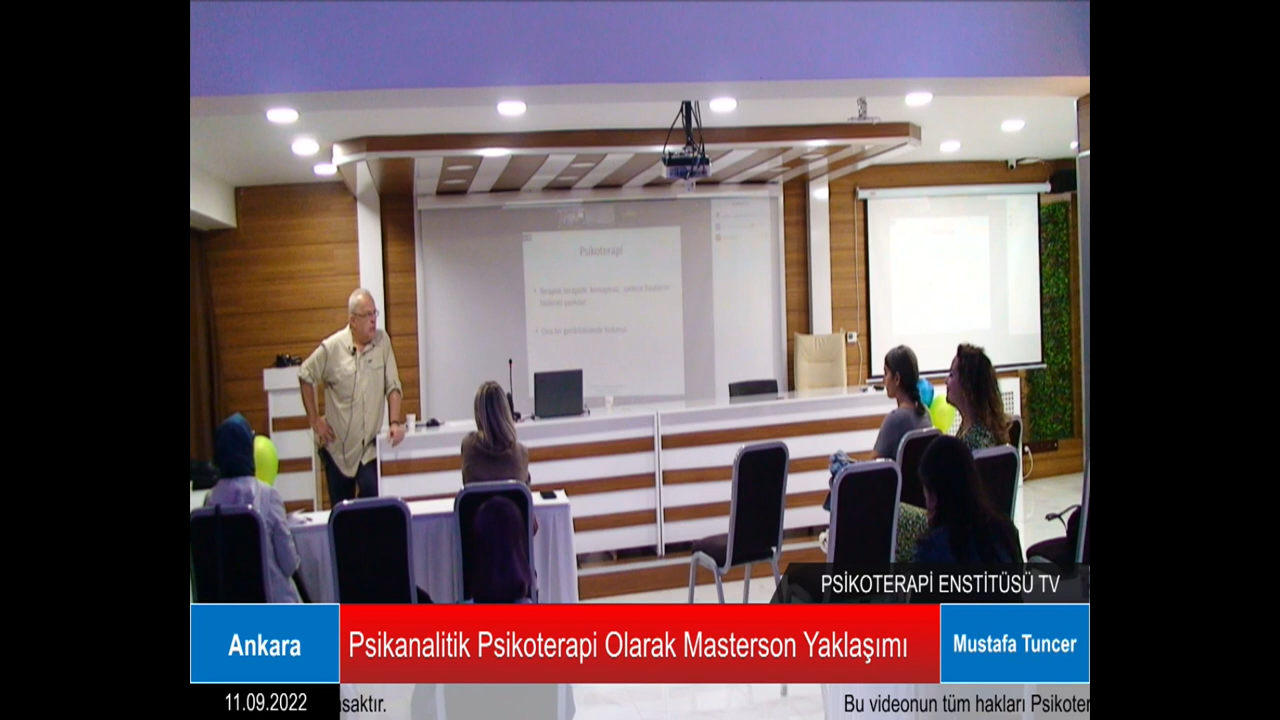 Psikoterapi
PSİKOTERAPİ ENSTİTÜSÜ TV
Ankara
Psikanalitik Psikoterapi Olarak Masterson Yaklaşımı
Mustafa Tuncer
11.09.2022
saktır.
Bu videonun tüm hakları Psikoter